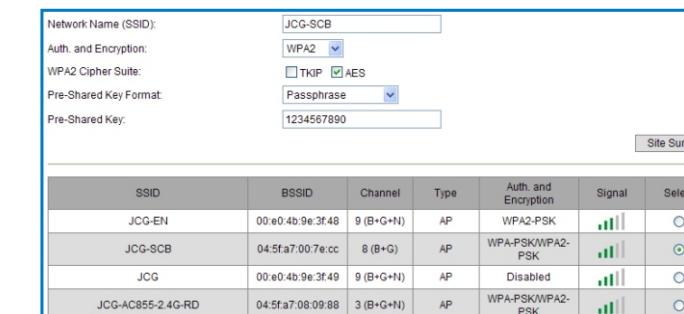 Network Name (SSID): JCG-SCB
Auth. and Encryption: WPA2
WPA2 Cipher Suite: TKIP AES
Pre-Shared Key Format: Passphrase
Pre-Shared Key: 1234567890
Site Sur
SSID BSSID Channel Type Auth. and Encryption Signal Sele
JCG-EN 00:e0:4b:9e:3f:48 9 (B+G+N) AP WPA2-PSK
JCG-SCB 04:5f:a7:00:7e:cc 8 (B+G) AP WPA-PSK/WPA2-PSK
JCG 00:e0:4b:9e:3f:49 9 (B+G+N) AP Disabled
JCG-AC855-2.4G-RD 04:5f:a7:08:09:88 3 (B+G+N) AP WPA-PSK/WPA2-PSK